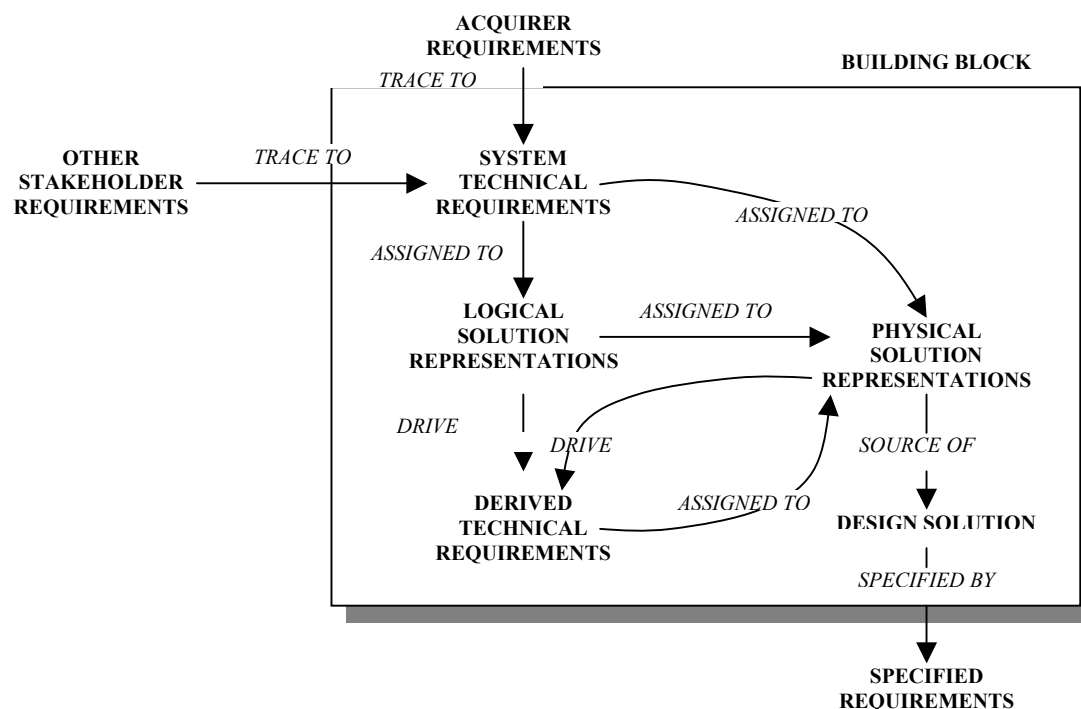 ACQUIRER
REQUIREMENTS
BUILDING BLOCK
TRACE TO
OTHER
STAKEHOLDER
REQUIREMENTS
TRACE TO
SYSTEM
TECHNICAL
REQUIREMENTS
ASSIGNED TO
ASSIGNED TO
LOGICAL
SOLUTION
REPRESENTATIONS
ASSIGNED TO
PHYSICAL
SOLUTION
REPRESENTATIONS
DRIVE
DRIVE
SOURCE OF
DERIVED
TECHNICAL
REQUIREMENTS
ASSIGNED TO
DESIGN SOLUTION
SPECIFIED BY
SPECIFIED
REQUIREMENTS